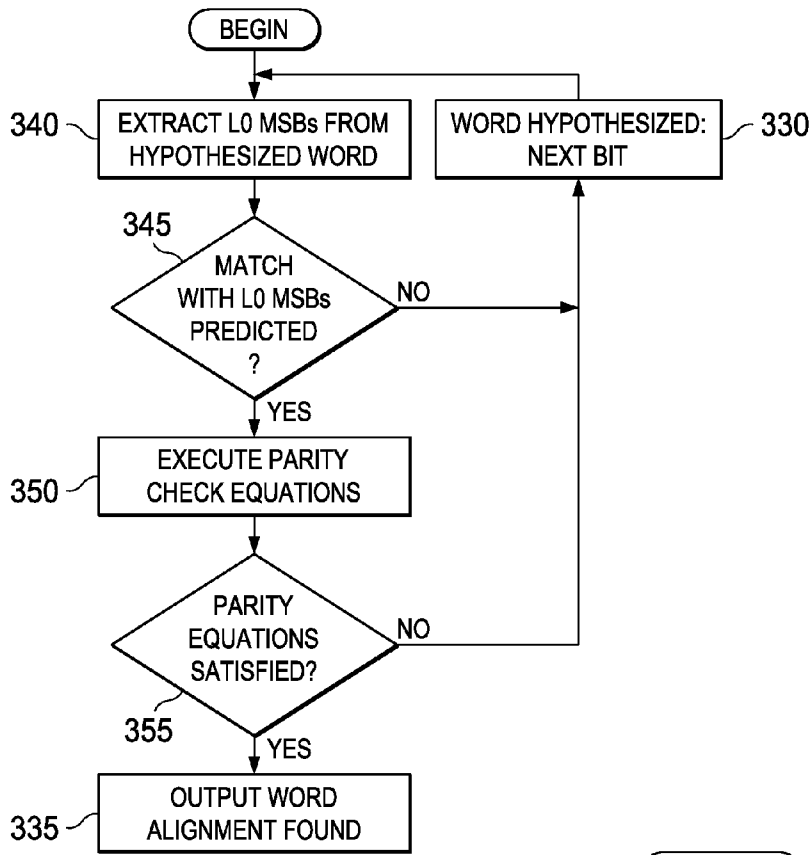 BEGIN
340
EXTRACT L0 MSBs FROM
HYPOTHESIZED WORD
WORD HYPOTHESIZED:
NEXT BIT
330
345
MATCH
WITH L0 MSBs
PREDICTED
?
NO
YES
350
EXECUTE PARITY
CHECK EQUATIONS
PARITY
EQUATIONS
SATISFIED?
NO
355
YES
335
OUTPUT WORD
ALIGNMENT FOUND